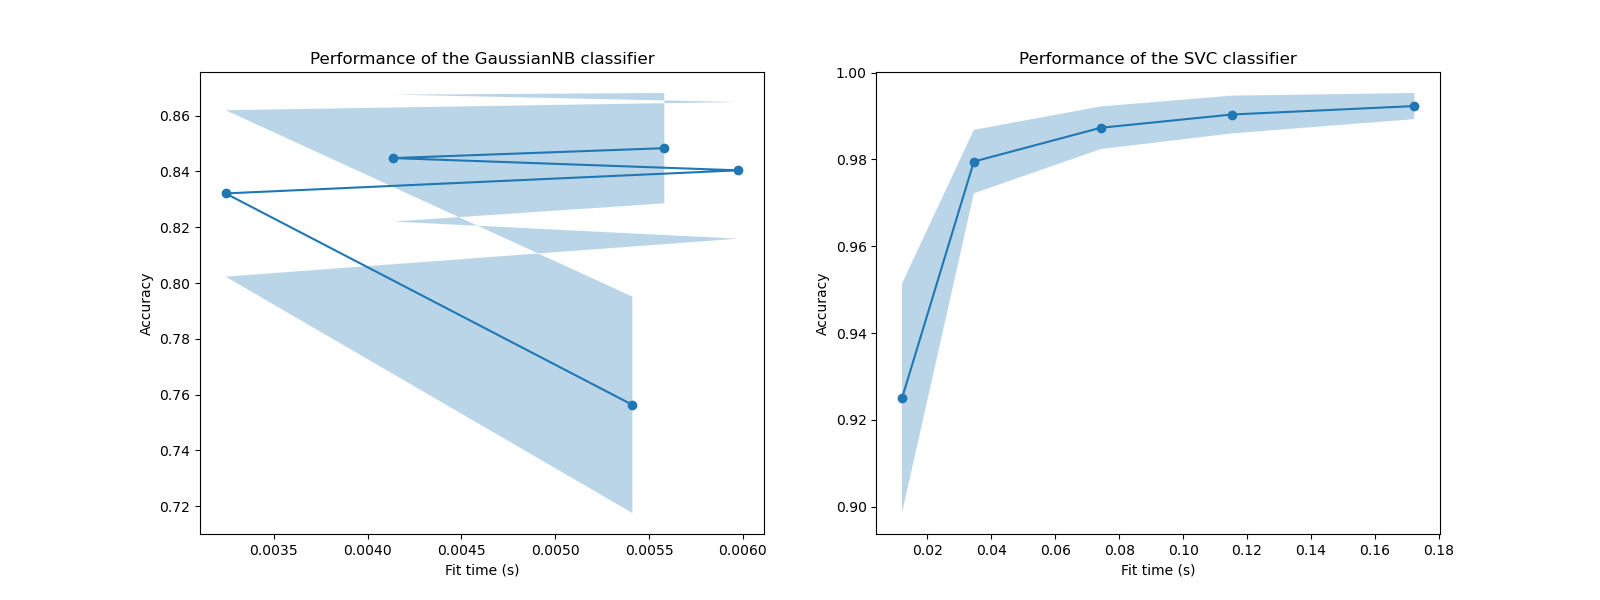 Performance of the GaussianNB classifier
Accuracy
0.86
0.84
0.82
0.80
0.78
0.76
0.74
0.72
0.0035 0.0040 0.0045 0.0050 0.0055 0.0060
Fit time (s)
Performance of the SVC classifier
Accuracy
1.00
0.98
0.96
0.94
0.92
0.90
0.02 0.04 0.06 0.08 0.10 0.12 0.14 0.16 0.18
Fit time (s)